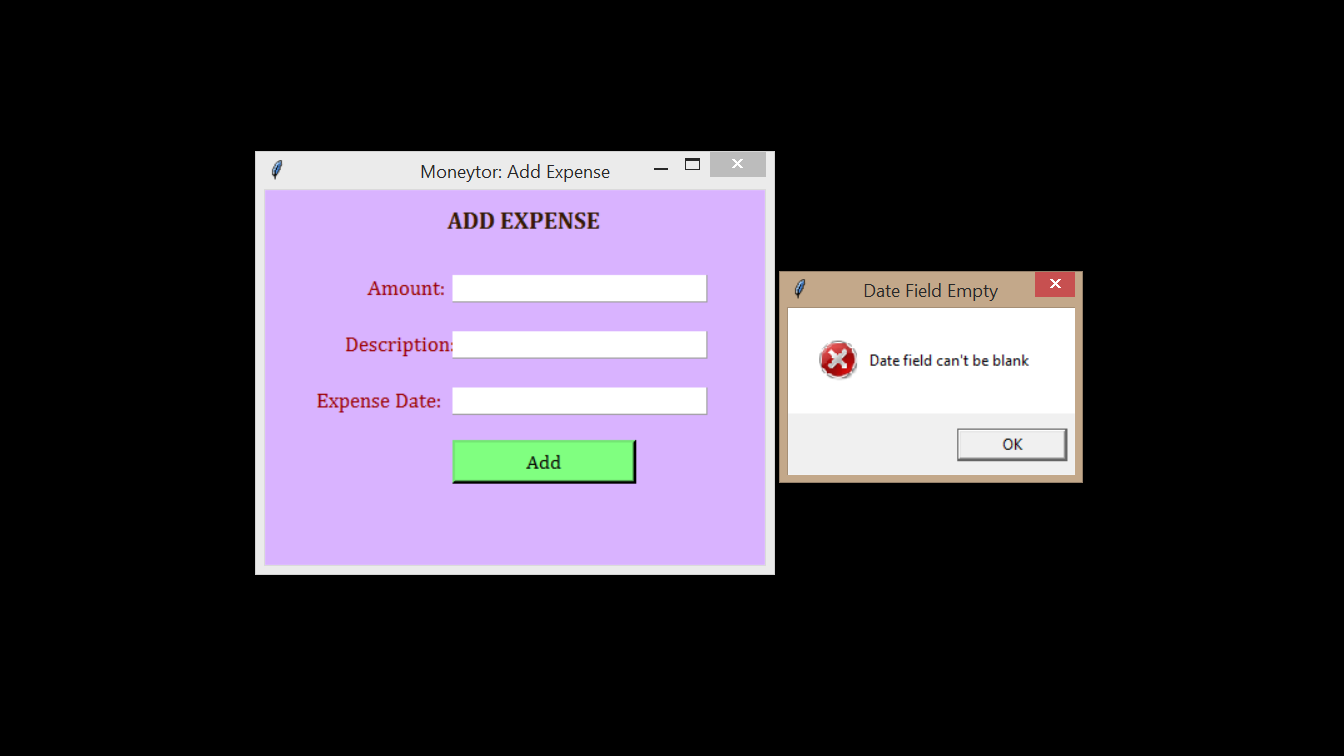 Moneytor: Add Expense
ADD EXPENSE
Amount:
Description:
Expense Date:
Add
Date Field Empty
Date field can't be blank
OK